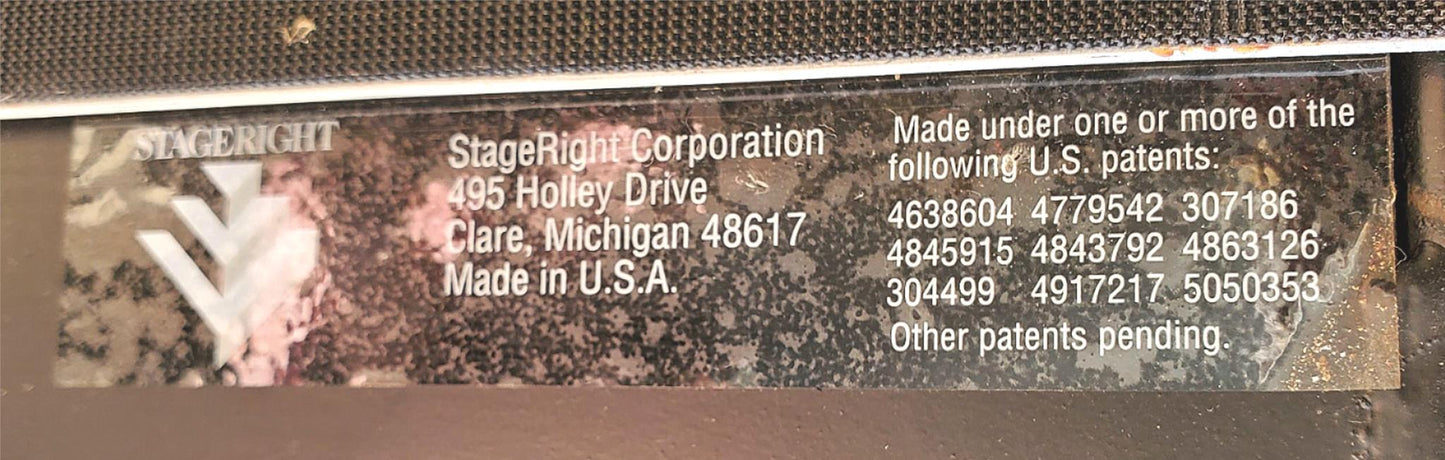 STAGERIGHT
StageRight Corporation
495 Holley Drive
Clare, Michigan 48617
Made in U.S.A.
Made under one or more of the
following U.S. patents:
4638604 4779542 307186
4845915 4843792 4863126
304499 4917217 5050353
Other patents pending.